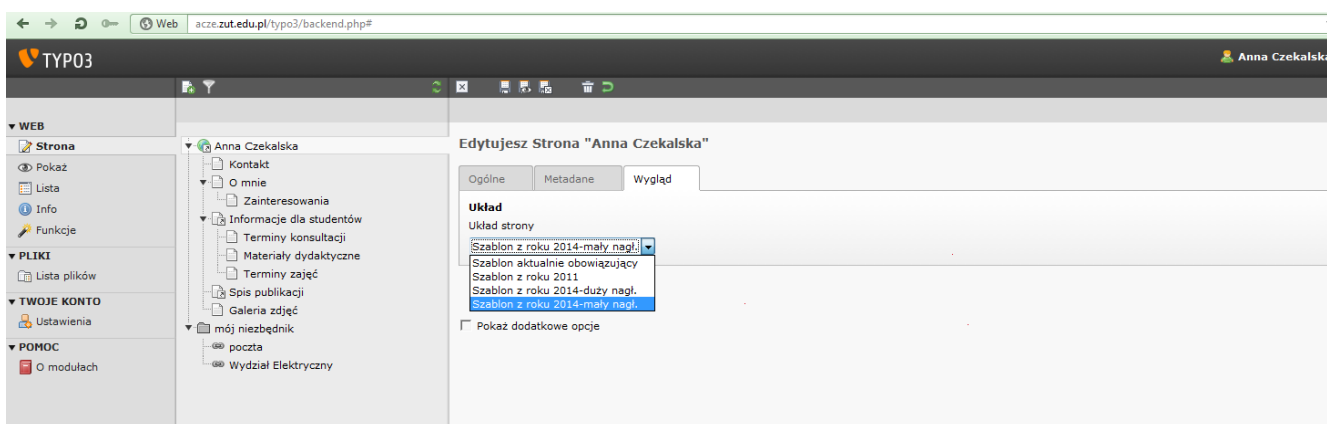 Web acze.zut.edu.pl/typo3/backend.php#
TYPO3
Anna Czekalska
WEB
Strona
Pokaż
Lista
Info
Funkcje
PLIKI
Lista plików
TWOJE KONTO
Ustawienia
POMOC
O modułach
Anna Czekalska
Kontakt
O mnie
Zainteresowania
Informacje dla studentów
Terminy konsultacji
Materiały dydaktyczne
Terminy zajęć
Spis publikacji
Galeria zdjęć
mój niezbędnik
poczta
Wydział Elektryczny
Edytujesz Strona "Anna Czekalska"
Ogólne Metadane Wygląd
Układ
Układ strony
Szablon z roku 2014-mały nagł.
Szablon aktualnie obowiązujący
Szablon z roku 2011
Szablon z roku 2014-duży nagł.
Szablon z roku 2014-mały nagł.
Pokaż dodatkowe opcje